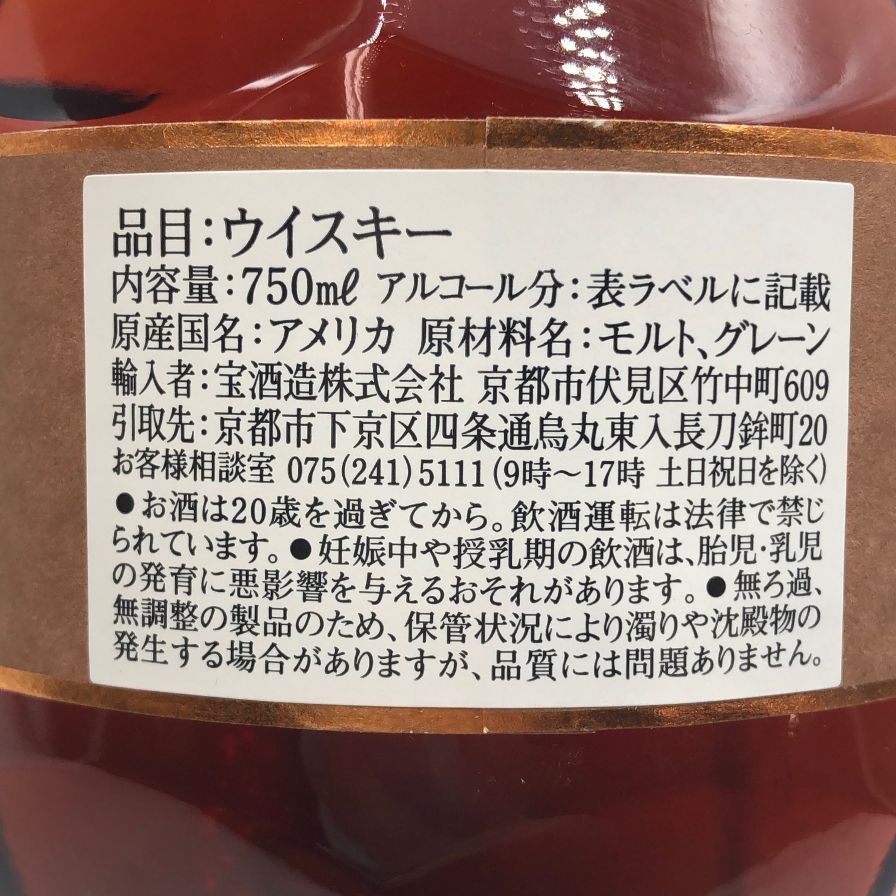 品目：ウイスキー
内容量：750mℓ アルコール分：表ラベルに記載
原産国名：アメリカ 原材料名：モルト、グレーン
輸入者：宝酒造株式会社 京都市伏見区竹中町609
引取先：京都市下京区四条通烏丸東入長刀鉾町20
お客様相談室 075(241)5111(9時～17時 土日祝日を除く)
●お酒は20歳を過ぎてから。飲酒運転は法律で禁じ
られています。●妊娠中や授乳期の飲酒は、胎児・乳児
の発育に悪影響を与えるおそれがあります。●無ろ過、
無調整の製品のため、保管状況により濁りや沈殿物の
発生する場合がありますが、品質には問題ありません。